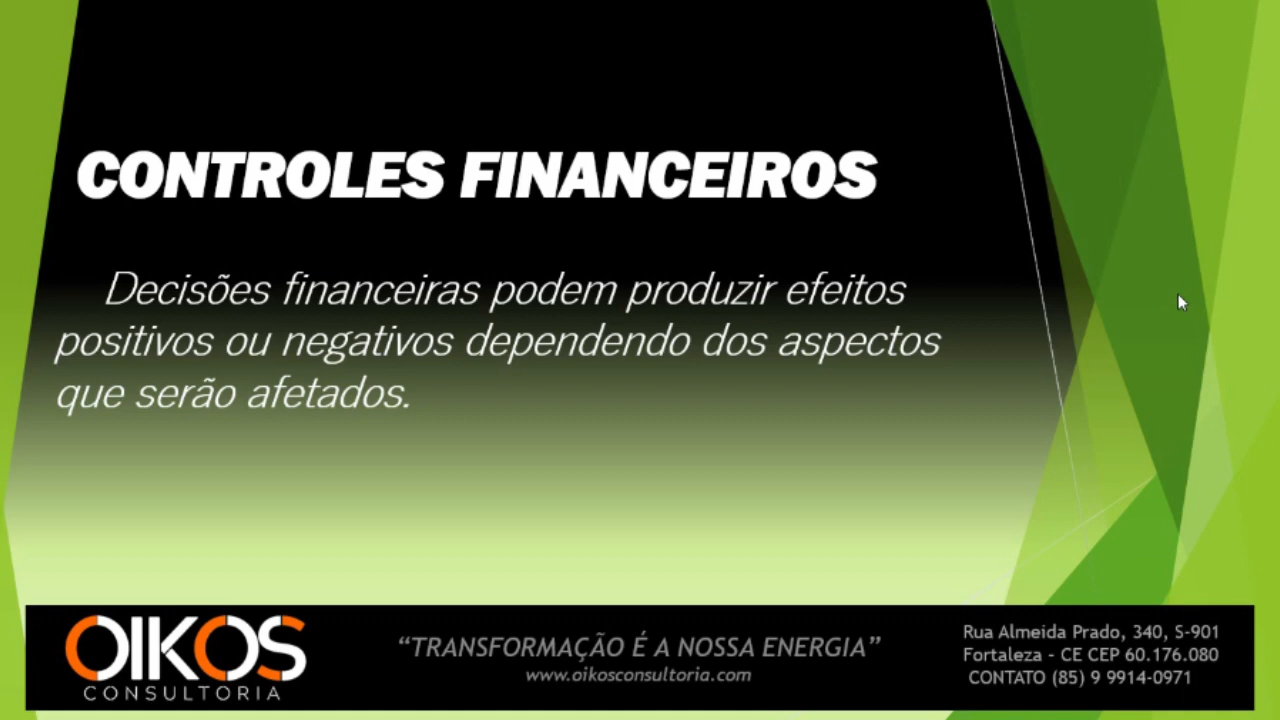 CONTROLES FINANCEIROS
Decisões financeiras podem produzir efeitos
positivos ou negativos dependendo dos aspectos
que serão afetados.
OIKOS
CONSULTORIA
“TRANSFORMAÇÃO É A NOSSA ENERGIA”
www.oikosconsultoria.com
Rua Almeida Prado, 340, S-901
Fortaleza - CE CEP 60.176.080
CONTATO (85) 9 9914-0971